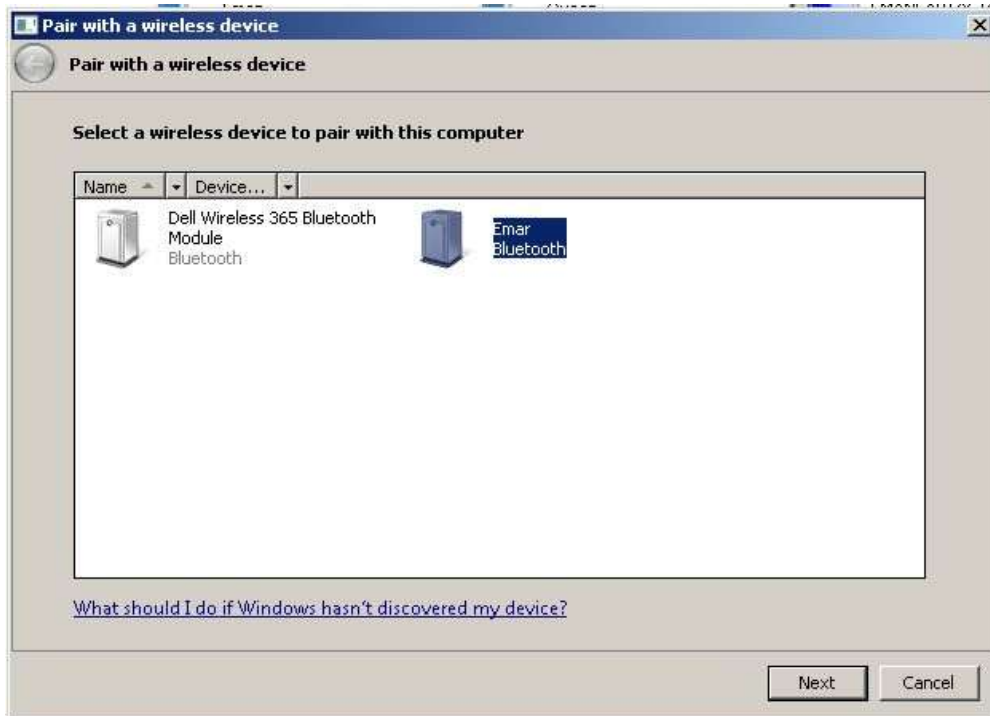 Pair with a wireless device
Pair with a wireless device
Select a wireless device to pair with this computer
Name Device...
Dell Wireless 365 Bluetooth
Module
Bluetooth
Emar
Bluetooth
What should I do if Windows hasn't discovered my device?
Next Cancel